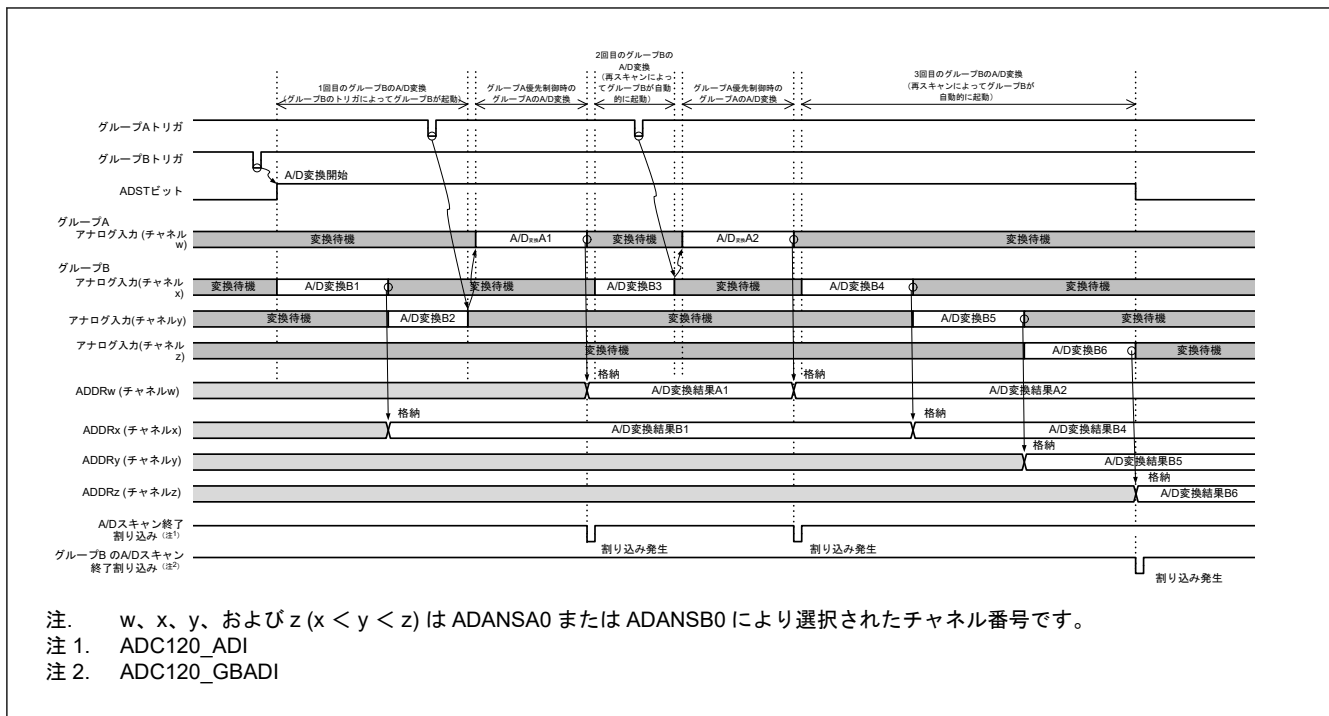 1回目のグループBのA/D変換
(グループBのトリガによってグループBが起動)
グループA優先制御時の
グループAのA/D変換
2回目のグループBの
A/D変換
(再スキャンによっ
てグループBが自動
的に起動)
グループA優先制御時の
グループAのA/D変換
3回目のグループBのA/D変換
(再スキャンによってグループBが
自動的に起動)
グループAトリガ
グループBトリガ
A/D変換開始
ADSTビット
グループA
アナログ入力 (チャネル
w)
変換待機
A/D変換A1
変換待機
A/D変換A2
変換待機
グループB
アナログ入力(チャネル
x)
変換待機
A/D変換B1
変換待機
A/D変換B3
変換待機
A/D変換B4
変換待機
アナログ入力(チャネルy)
変換待機
A/D変換B2
変換待機
A/D変換B5
変換待機
アナログ入力(チャネル
z)
変換待機
A/D変換B6
変換待機
格納
格納
ADDRw (チャネルw)
A/D変換結果A1
A/D変換結果A2
格納
格納
ADDRx (チャネルx)
A/D変換結果B1
A/D変換結果B4
格納
ADDRy (チャネルy)
A/D変換結果B5
格納
ADDRz (チャネルz)
A/D変換結果B6
A/Dスキャン終了
割り込み (注1)
割り込み発生
割り込み発生
グループB のA/Dスキャン
終了割り込み (注2)
割り込み発生
注. w、x、y、および z (x < y < z) は ADANSA0 または ADANSB0 により選択されたチャネル番号です。
注 1. ADC120_ADI
注 2. ADC120_GBADI